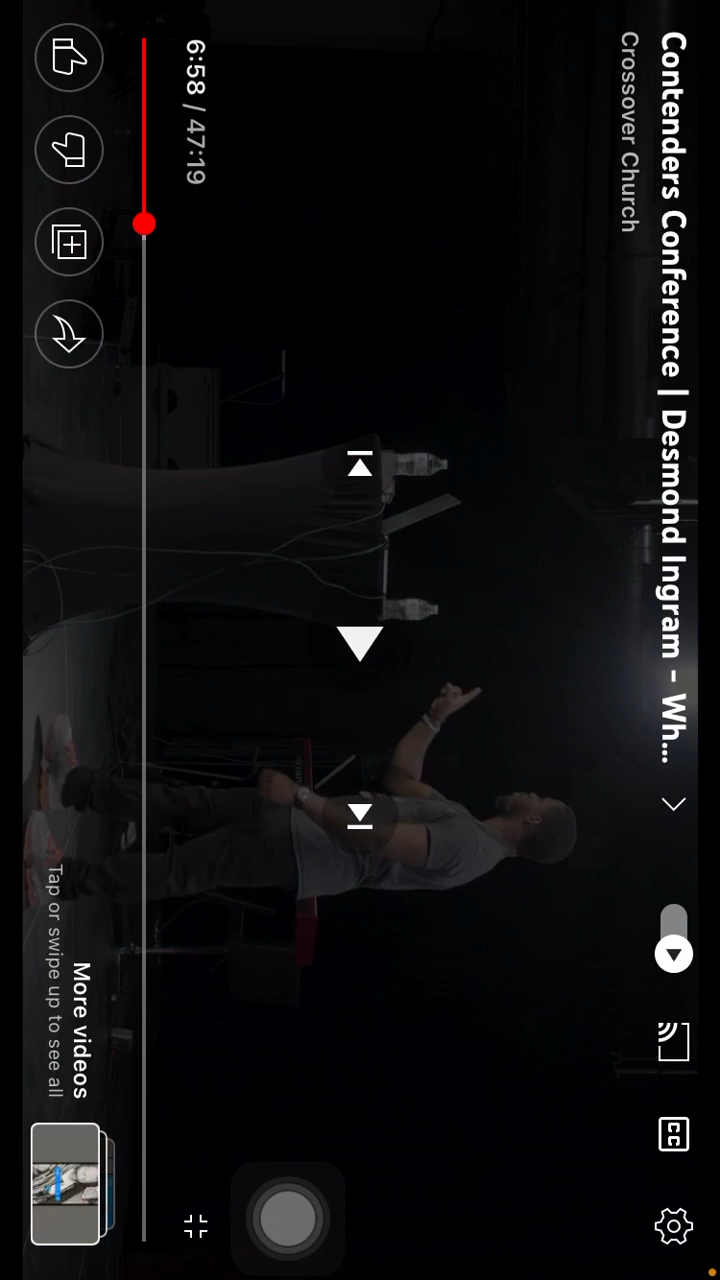 Contenders Conference | Desmond Ingram - Wh...
Crossover Church
CC
6:58 / 47:19
More videos
Tap or swipe up to see all